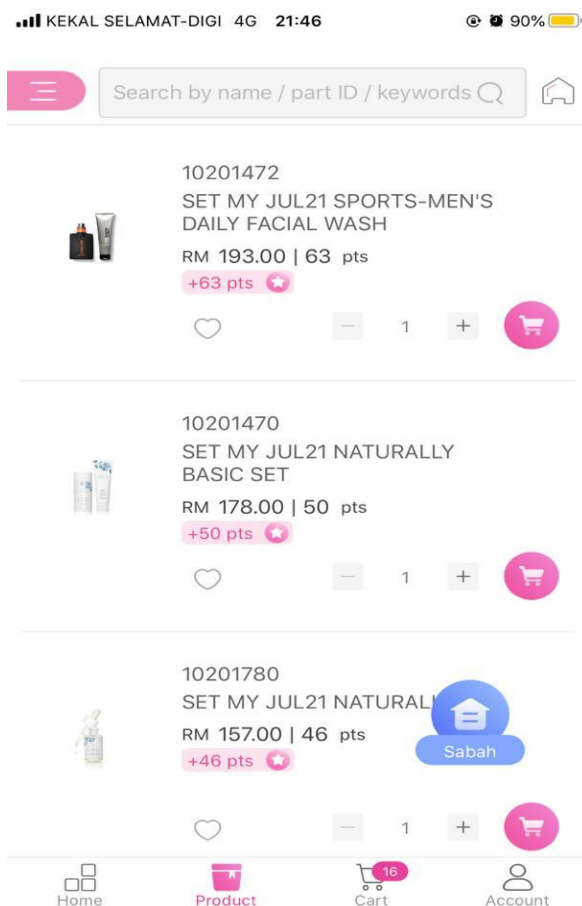 KEKAL SELAMAT-DIGI 4G 21:46 90%
Search by name / part ID / keywords
10201472
SET MY JUL21 SPORTS-MEN'S
DAILY FACIAL WASH
RM 193.00 | 63 pts
+63 pts
1
10201470
SET MY JUL21 NATURALLY
BASIC SET
RM 178.00 | 50 pts
+50 pts
1
10201780
SET MY JUL21 NATURAL
RM 157.00 | 46 pts
+46 pts
Sabah
1
16
Home Product Cart Account